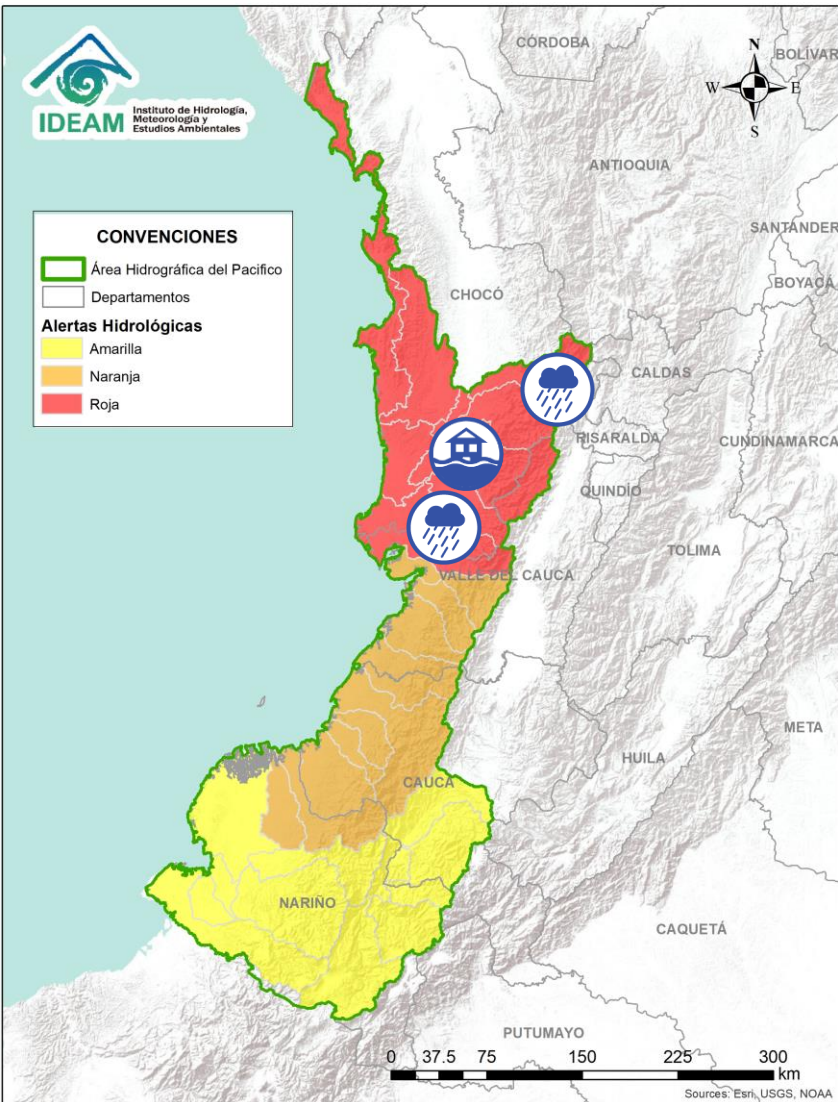 IDEAM
Instituto de Hidrología,
Meteorología y
Estudios Ambientales
CONVENCIONES
Área Hidrográfica del Pacifico
Departamentos
Alertas Hidrológicas
Amarilla
Naranja
Roja
N
W
E
S
CÓRDOBA
BOLÍVAR
ANTIOQUIA
SANTANDER
BOYACÁ
CHOCÓ
CALDAS
RISARALDA
CUNDINAMARCA
QUINDÍO
TOLIMA
VALLE DEL CAUCA
META
HUILA
CAUCA
NARIÑO
CAQUETÁ
PUTUMAYO
0 37.5 75 150 225 300
km
Sources: Esri, USGS, NOAA